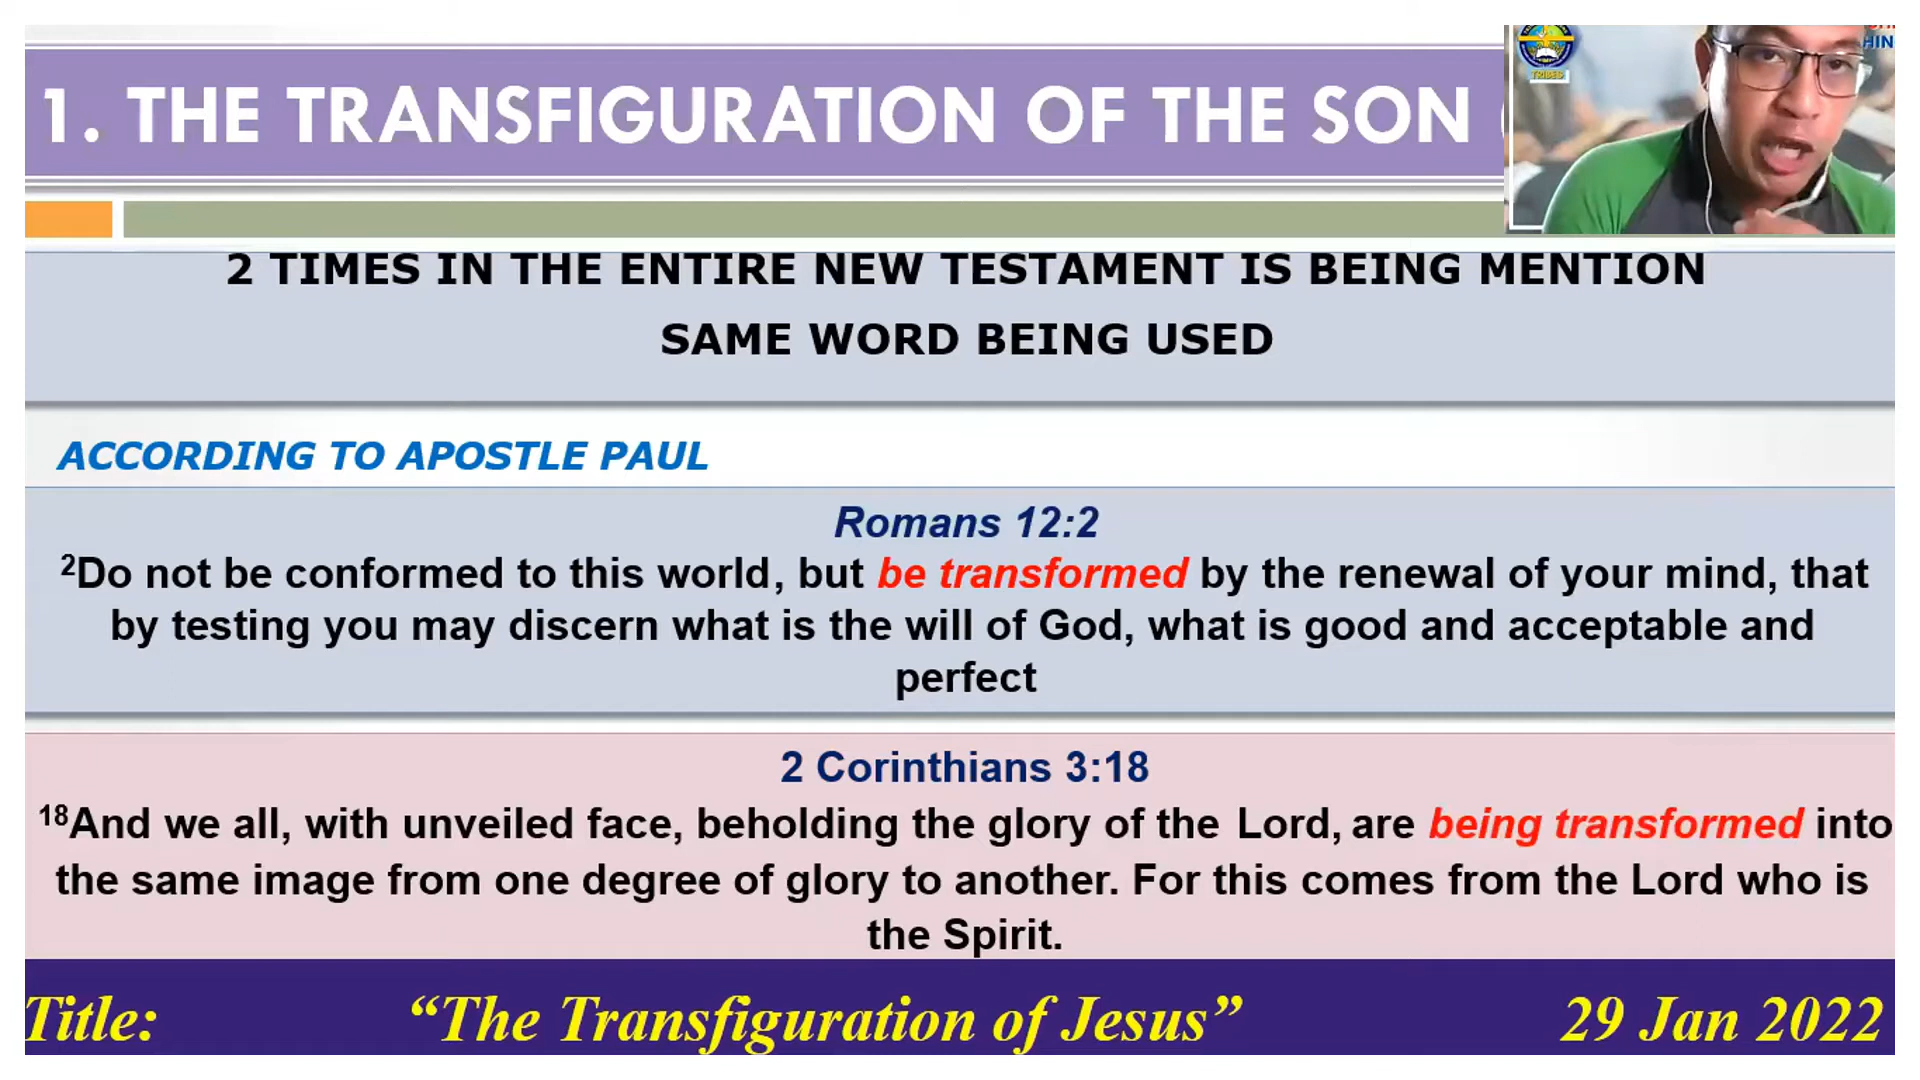 1. THE TRANSFIGURATION OF THE SON
TRIBED
HIN
2 TIMES IN THE ENTIRE NEW TESTAMENT IS BEING MENTION
SAME WORD BEING USED
ACCORDING TO APOSTLE PAUL
Romans 12:2
2Do not be conformed to this world, but be transformed by the renewal of your mind, that
by testing you may discern what is the will of God, what is good and acceptable and
perfect
2 Corinthians 3:18
18And we all, with unveiled face, beholding the glory of the Lord, are being transformed into
the same image from one degree of glory to another. For this comes from the Lord who is
the Spirit.
Title: “The Transfiguration of Jesus” 29 Jan 2022